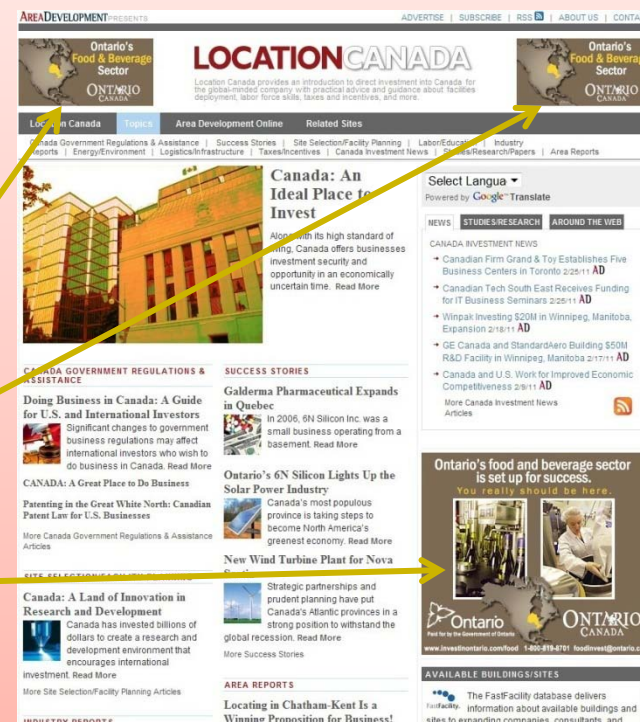 AREADEVELOPMENT PRESENTS
ADVERTISE | SUBSCRIBE | RSS | ABOUT US | CONTA
Ontario's
Food & Beverage
Sector
ONTARIO
CANADA
LOCATIONCANADA
Location Canada provides an introduction to direct investment into Canada for
the global-minded company with practical advice and guidance about facilities
deployment, labor force skills, taxes and incentives, and more.
Ontario's
Food & Beverag
Sector
ONTARIO
CANADA
Location Canada Topics Area Development Online Related Sites
Canada Government Regulations & Assistance | Success Stories | Site Selection/Facility Planning | Labor/Education | Industry
Reports | Energy/Environment | Logistics/Infrastructure | Taxes/Incentives | Canada Investment News | Studies/Research/Papers | Area Reports
Canada: An
Ideal Place to
Invest
Along with its high standard of
living, Canada offers businesses
investment security and
opportunity in an economically
uncertain time. Read More
Select Langua
Powered by Google Translate
NEWS STUDIES/RESEARCH AROUND THE WEB
CANADA INVESTMENT NEWS
Canadian Firm Grand & Toy Establishes Five
Business Centers in Toronto 2/25/11 AD
Canadian Tech South East Receives Funding
for IT Business Seminars 2/25/11 AD
Winpak Investing $20M in Winnipeg, Manitoba,
Expansion 2/18/11 AD
GE Canada and StandardAero Building $50M
R&D Facility in Winnipeg, Manitoba 2/17/11 AD
Canada and U.S. Work for Improved Economic
Competitiveness 2/9/11 AD
More Canada Investment News
Articles
CANADA GOVERNMENT REGULATIONS &
ASSISTANCE
Doing Business in Canada: A Guide
for U.S. and International Investors
Significant changes to government
business regulations may affect
international investors who wish to
do business in Canada. Read More
CANADA: A Great Place to Do Business
Patenting in the Great White North: Canadian
Patent Law for U.S. Businesses
More Canada Government Regulations & Assistance
Articles
SITE SELECTION/FACILITY PLANNING
Canada: A Land of Innovation in
Research and Development
Canada has invested billions of
dollars to create a research and
development environment that
encourages international
investment. Read More
More Site Selection/Facility Planning Articles
INDUSTRY REPORTS
SUCCESS STORIES
Galderma Pharmaceutical Expands
in Quebec
In 2006, 6N Silicon Inc. was a
small business operating from a
basement. Read More
Ontario's 6N Silicon Lights Up the
Solar Power Industry
Canada's most populous
province is taking steps to
become North America's
greenest economy. Read More
New Wind Turbine Plant for Nova
Strategic partnerships and
prudent planning have put
Canada's Atlantic provinces in a
strong position to withstand the
global recession. Read More
More Success Stories
AREA REPORTS
Locating in Chatham-Kent Is a
Winning Proposition for Business!
Ontario's food and beverage sector
is set up for success.
You really should be here.
Ontario
Paid for by the Government of Ontario
ONTARIO
CANADA
www.investinontario.com/food 1-800-819-8701 foodinvest@ontario.c
AVAILABLE BUILDINGS/SITES
FastFacility. The FastFacility database delivers
information about available buildings and
sites to expanding companies, consultants, and